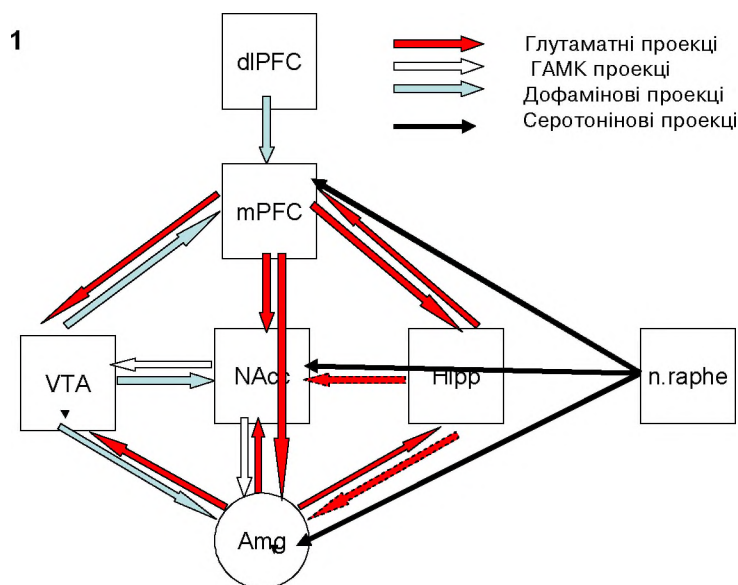 1
Глутаматні проекці
ГАМК проекці
Дофамінові проекці
Серотонінові проекці
dlPFC
mPFC
VTA
NAcc
Hipp
n.raphe
Amg